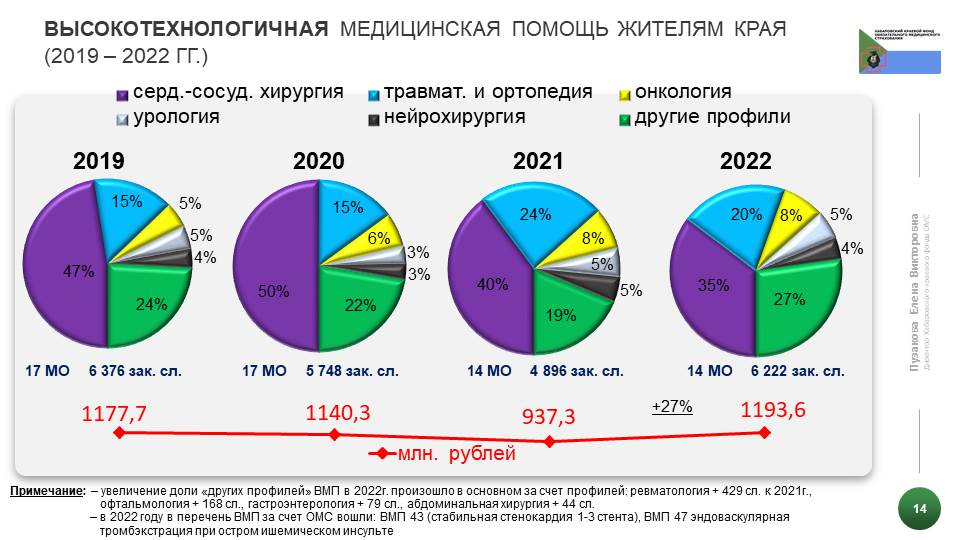 ВЫСОКОТЕХНОЛОГИЧНАЯ МЕДИЦИНСКАЯ ПОМОЩЬ ЖИТЕЛЯМ КРАЯ
(2019 – 2022 ГГ.)
ХАБАРОВСКИЙ КРАЕВОЙ ФОНД
ОБЯЗАТЕЛЬНОГО МЕДИЦИНСКОГО
СТРАХОВАНИЯ
серд.-сосуд. хирургия травмат. и ортопедия онкология
урология нейрохирургия другие профили
2019 2020 2021 2022
47% 15% 5% 5% 4% 24%
50% 15% 6% 3% 3% 22%
40% 24% 8% 5% 5% 19%
35% 20% 8% 5% 4% 27%
17 МО 6 376 зак. сл. 17 МО 5 748 зак. сл. 14 МО 4 896 зак. сл. 14 МО 6 222 зак. сл.
1177,7 1140,3 937,3 +27% 1193,6
млн. рублей
Примечание: – увеличение доли «других профилей» ВМП в 2022г. произошло в основном за счет профилей: ревматология + 429 сл. к 2021г.,
офтальмология + 168 сл., гастроэнтерология + 79 сл., абдоминальная хирургия + 44 сл.
– в 2022 году в перечень ВМП за счет ОМС вошли: ВМП 43 (стабильная стенокардия 1-3 стента), ВМП 47 эндоваскулярная
тромбэкстрация при остром ишемическом инсульте
Пузакова Елена Викторовна
Директор Хабаровского краевого фонда ОМС
14